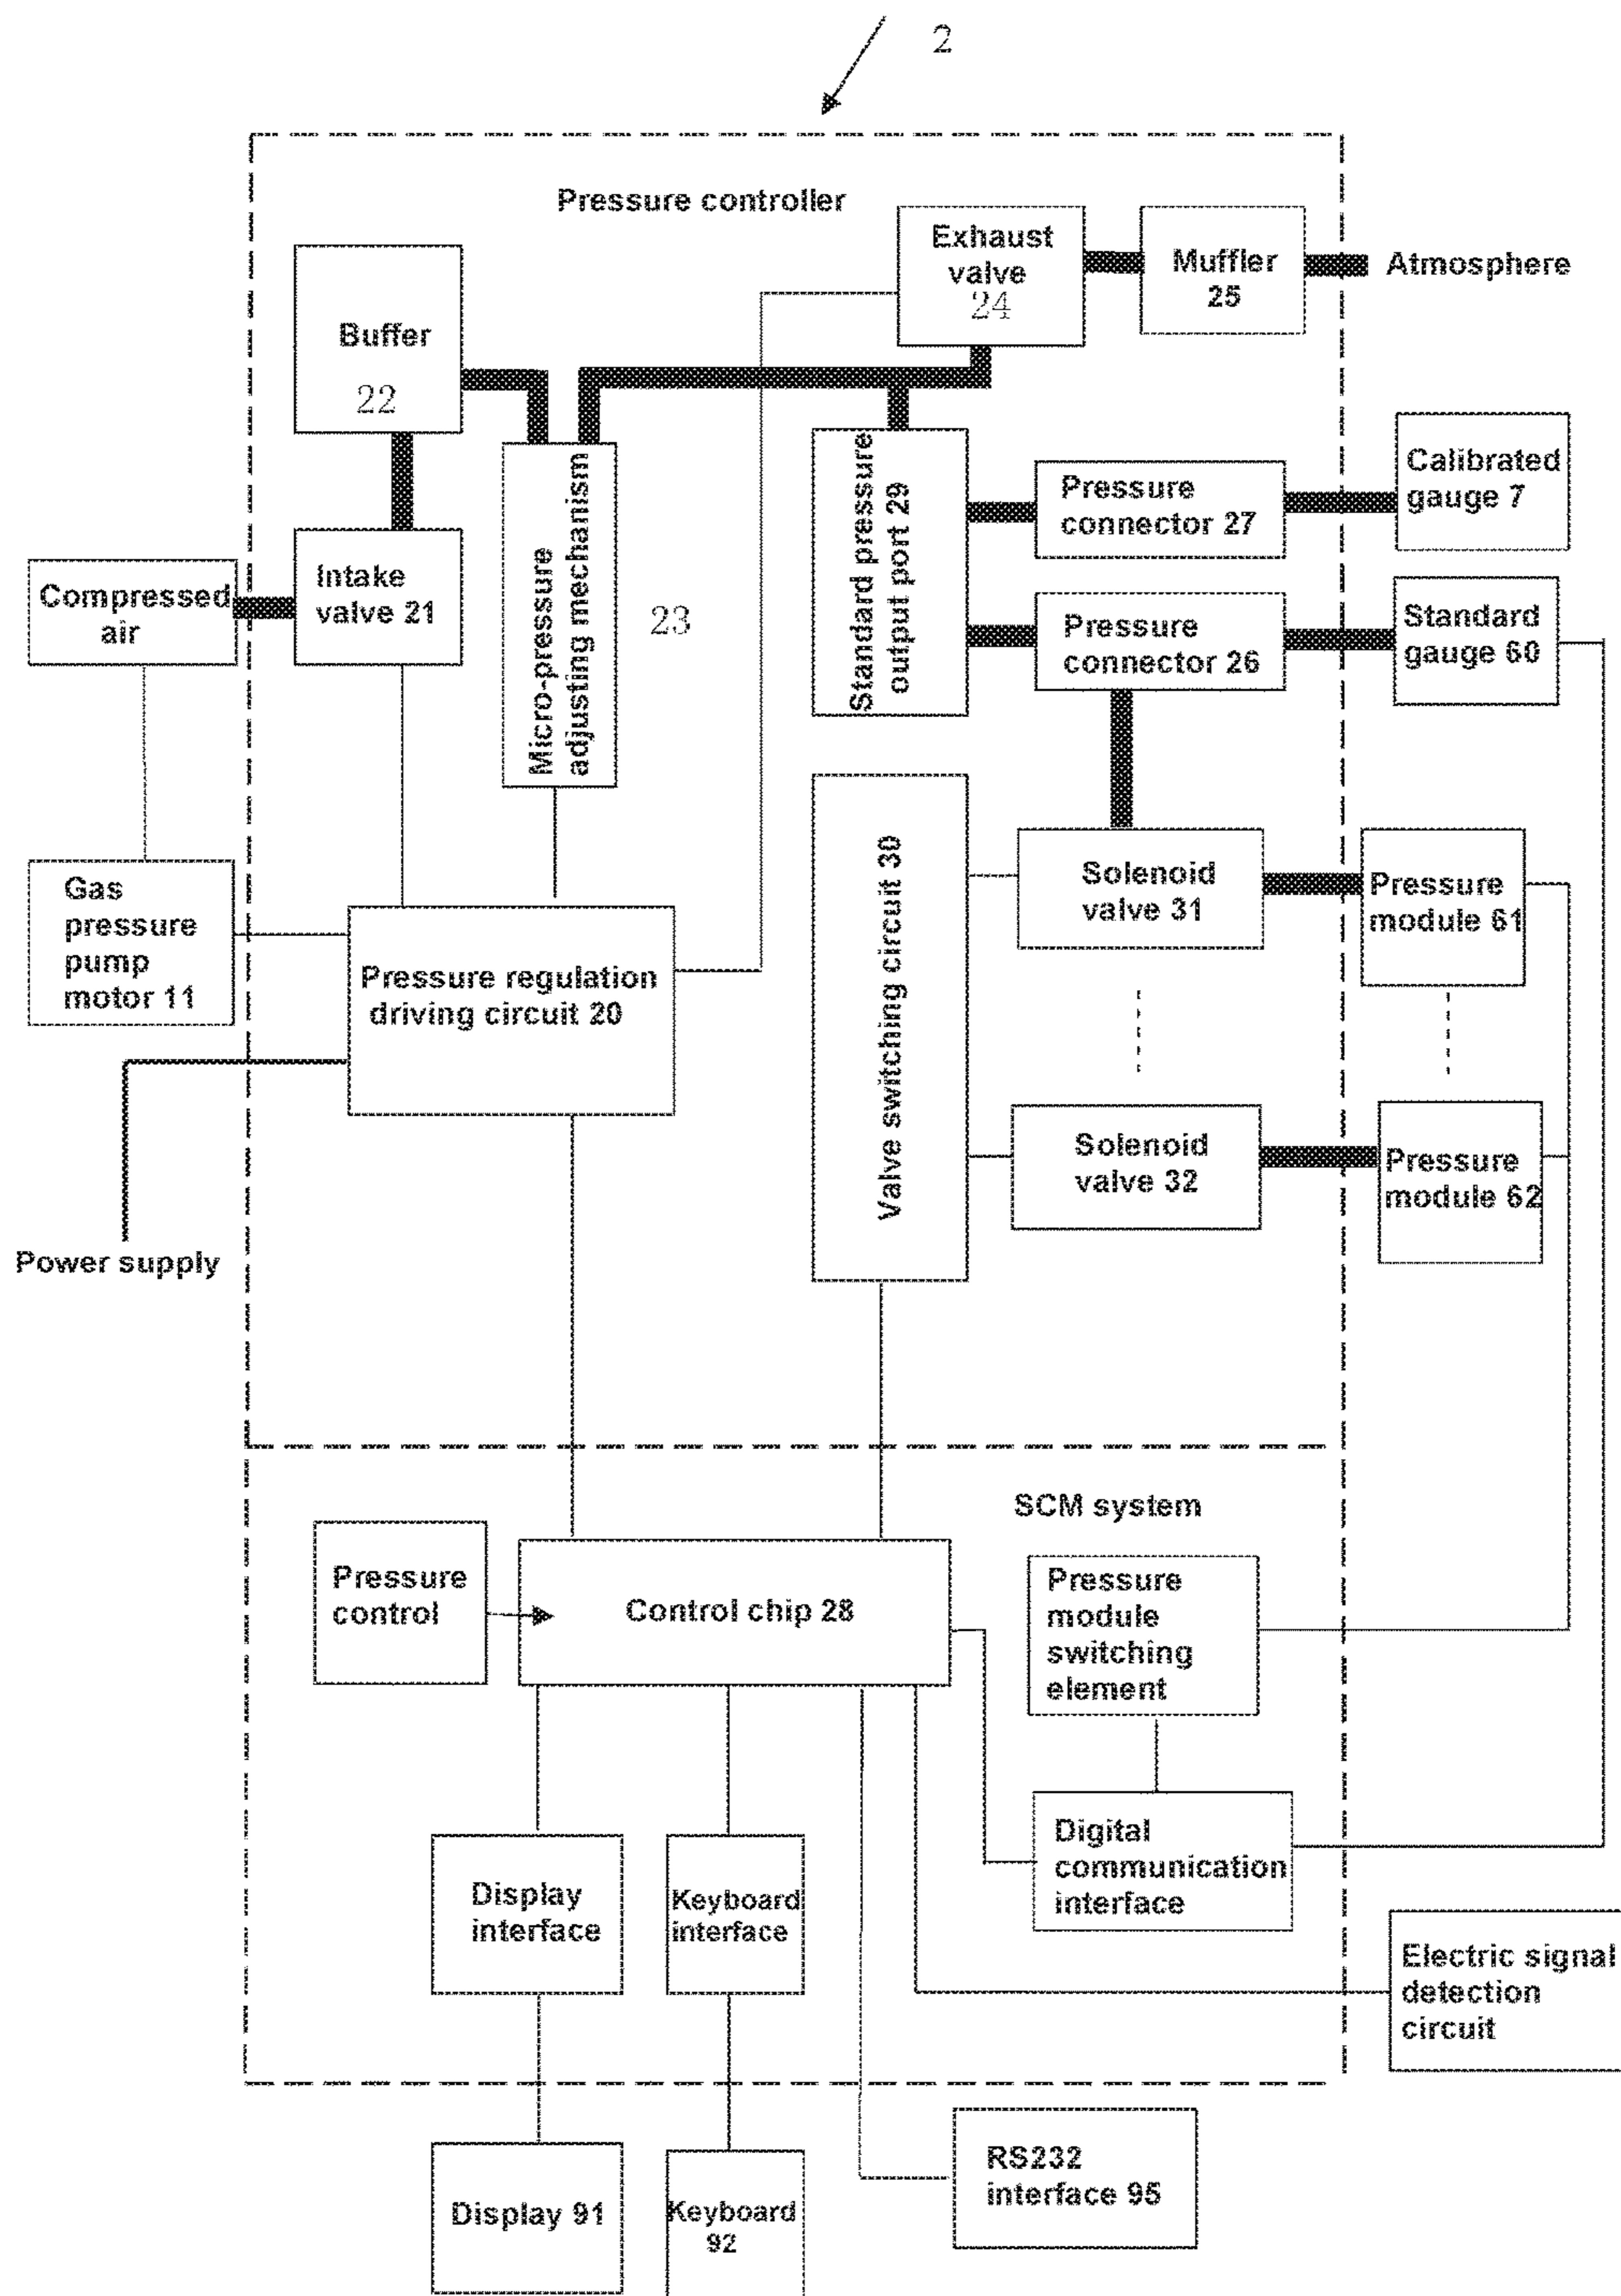 2
Pressure controller
Exhaust
valve
24
Muffler
25
Atmosphere
Buffer
22
Calibrated
gauge 7
Pressure
connector 27
Standard pressure
output port 29
Micro-pressure
adjusting mechanism
23
Intake
valve 21
Compressed
air
Pressure
connector 26
Standard
gauge 60
Gas
pressure
pump
motor 11
Pressure regulation
driving circuit 20
Valve switching circuit 30
Solenoid
valve 31
Pressure
module 61
Solenoid
valve 32
Pressure
module 62
Power supply
SCM system
Pressure
control
Control chip 28
Pressure
module
switching
element
Digital
communication
interface
Display
interface
Keyboard
interface
Electric signal
detection
circuit
RS232
interface 95
Display 91
Keyboard
92